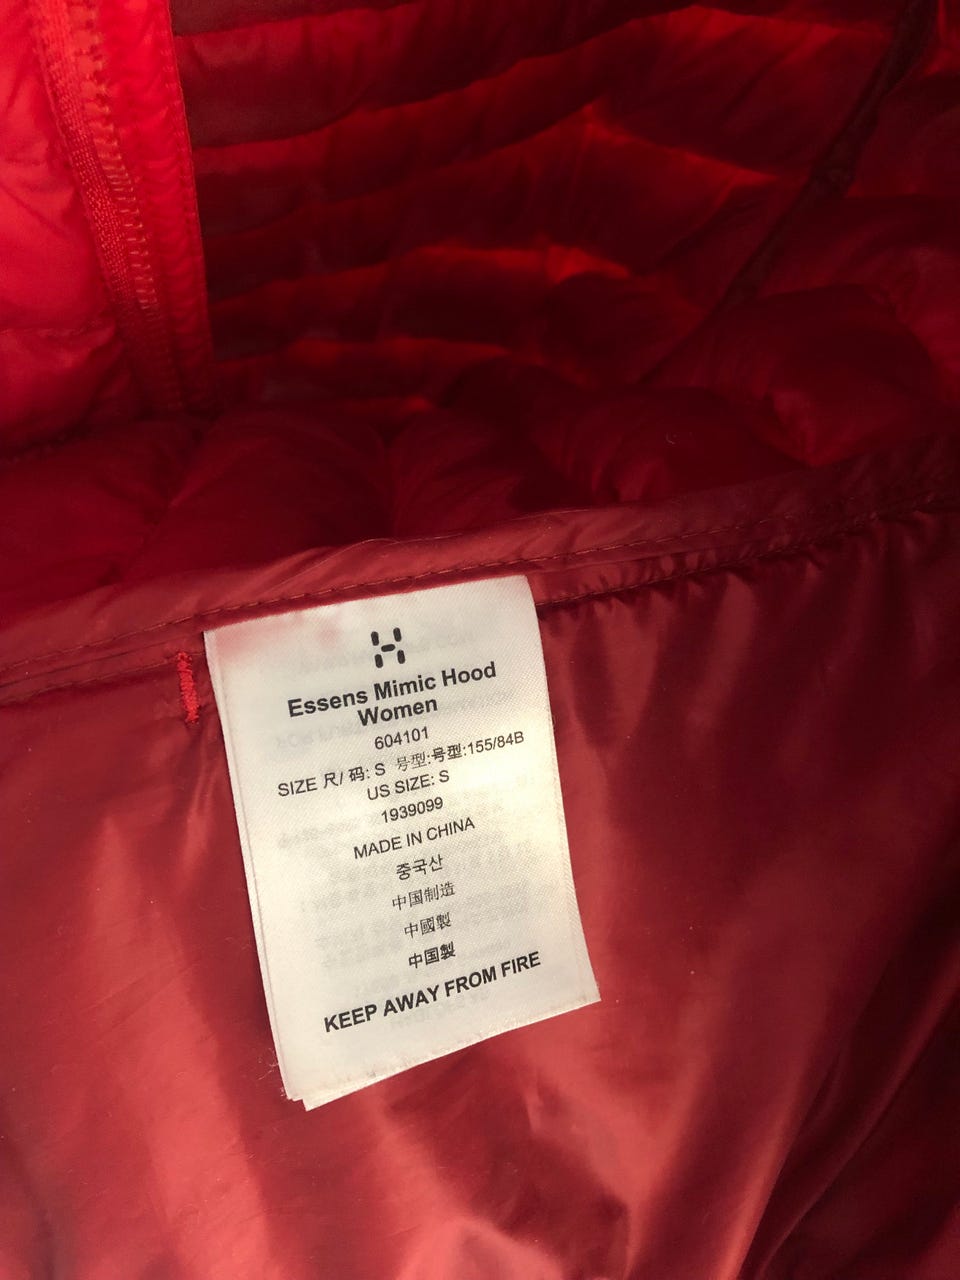 Essens Mimic Hood
Women
604101
SIZE 尺/ 码: S 号型:号型:155/84B
US SIZE: S
1939099
MADE IN CHINA
중국산
中国制造
中國製
中国製
KEEP AWAY FROM FIRE